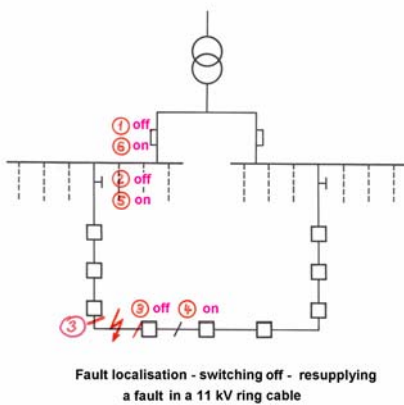 ① off
⑥ on
② off
⑤ on
③
③ off ④ on
Fault localisation - switching off - resupplying
a fault in a 11 kV ring cable